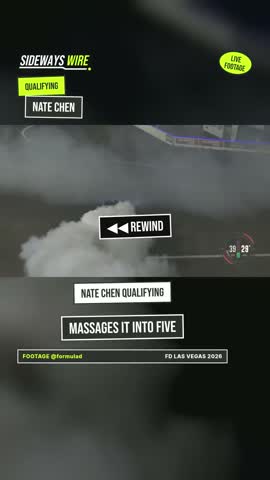 SIDEWAYS WIRE.
LIVE
FOOTAGE
QUALIFYING
NATE CHEN
◀◀ REWIND
39 29°
NATE CHEN QUALIFYING
MASSAGES IT INTO FIVE
FOOTAGE @formulad
FD LAS VEGAS 2026